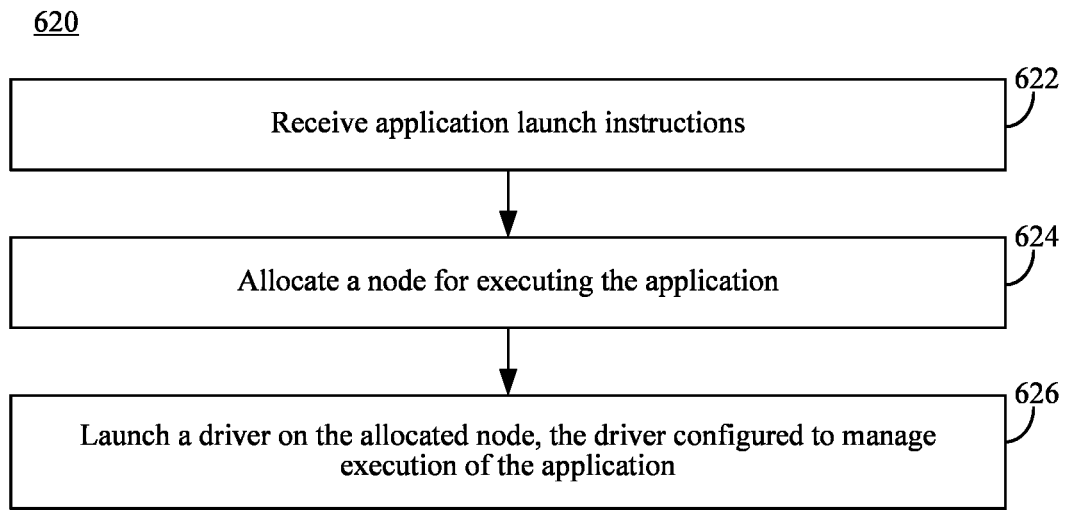 620
622
Receive application launch instructions
624
Allocate a node for executing the application
626
Launch a driver on the allocated node, the driver configured to manage
execution of the application